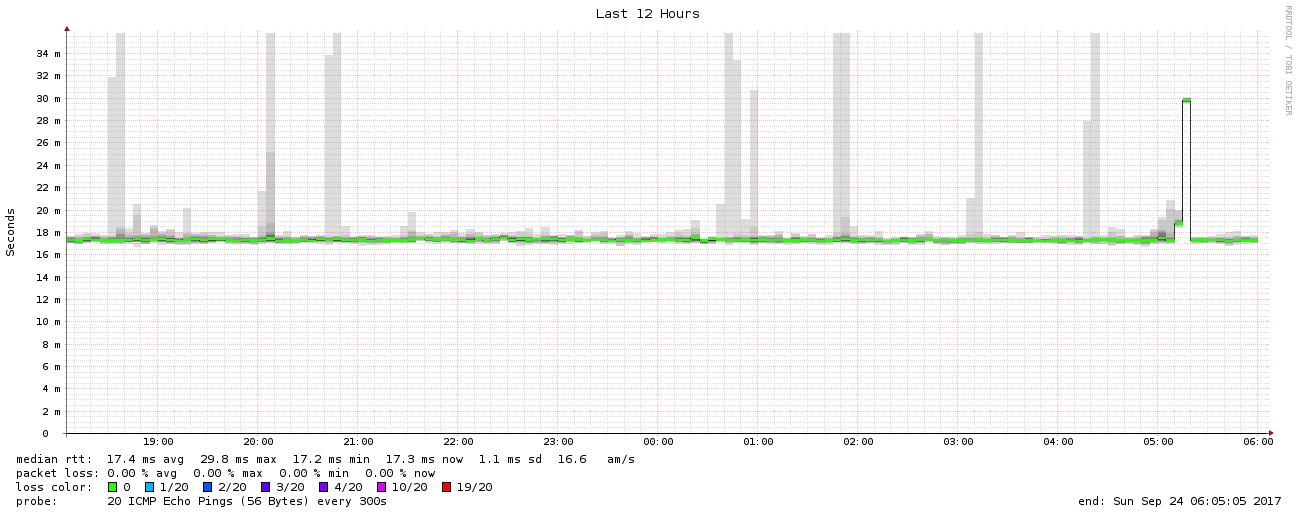 Last 12 Hours
RRDTOOL / TOBI OETIKER
Seconds
34 m
32 m
30 m
28 m
26 m
24 m
22 m
20 m
18 m
16 m
14 m
12 m
10 m
8 m
6 m
4 m
2 m
0
19:00 20:00 21:00 22:00 23:00 00:00 01:00 02:00 03:00 04:00 05:00 06:00
median rtt: 17.4 ms avg 29.8 ms max 17.2 ms min 17.3 ms now 1.1 ms sd 16.6 am/s
packet loss: 0.00 % avg 0.00 % max 0.00 % min 0.00 % now
loss color: 0 1/20 2/20 3/20 4/20 10/20 19/20
probe: 20 ICMP Echo Pings (56 Bytes) every 300s end: Sun Sep 24 06:05:05 2017